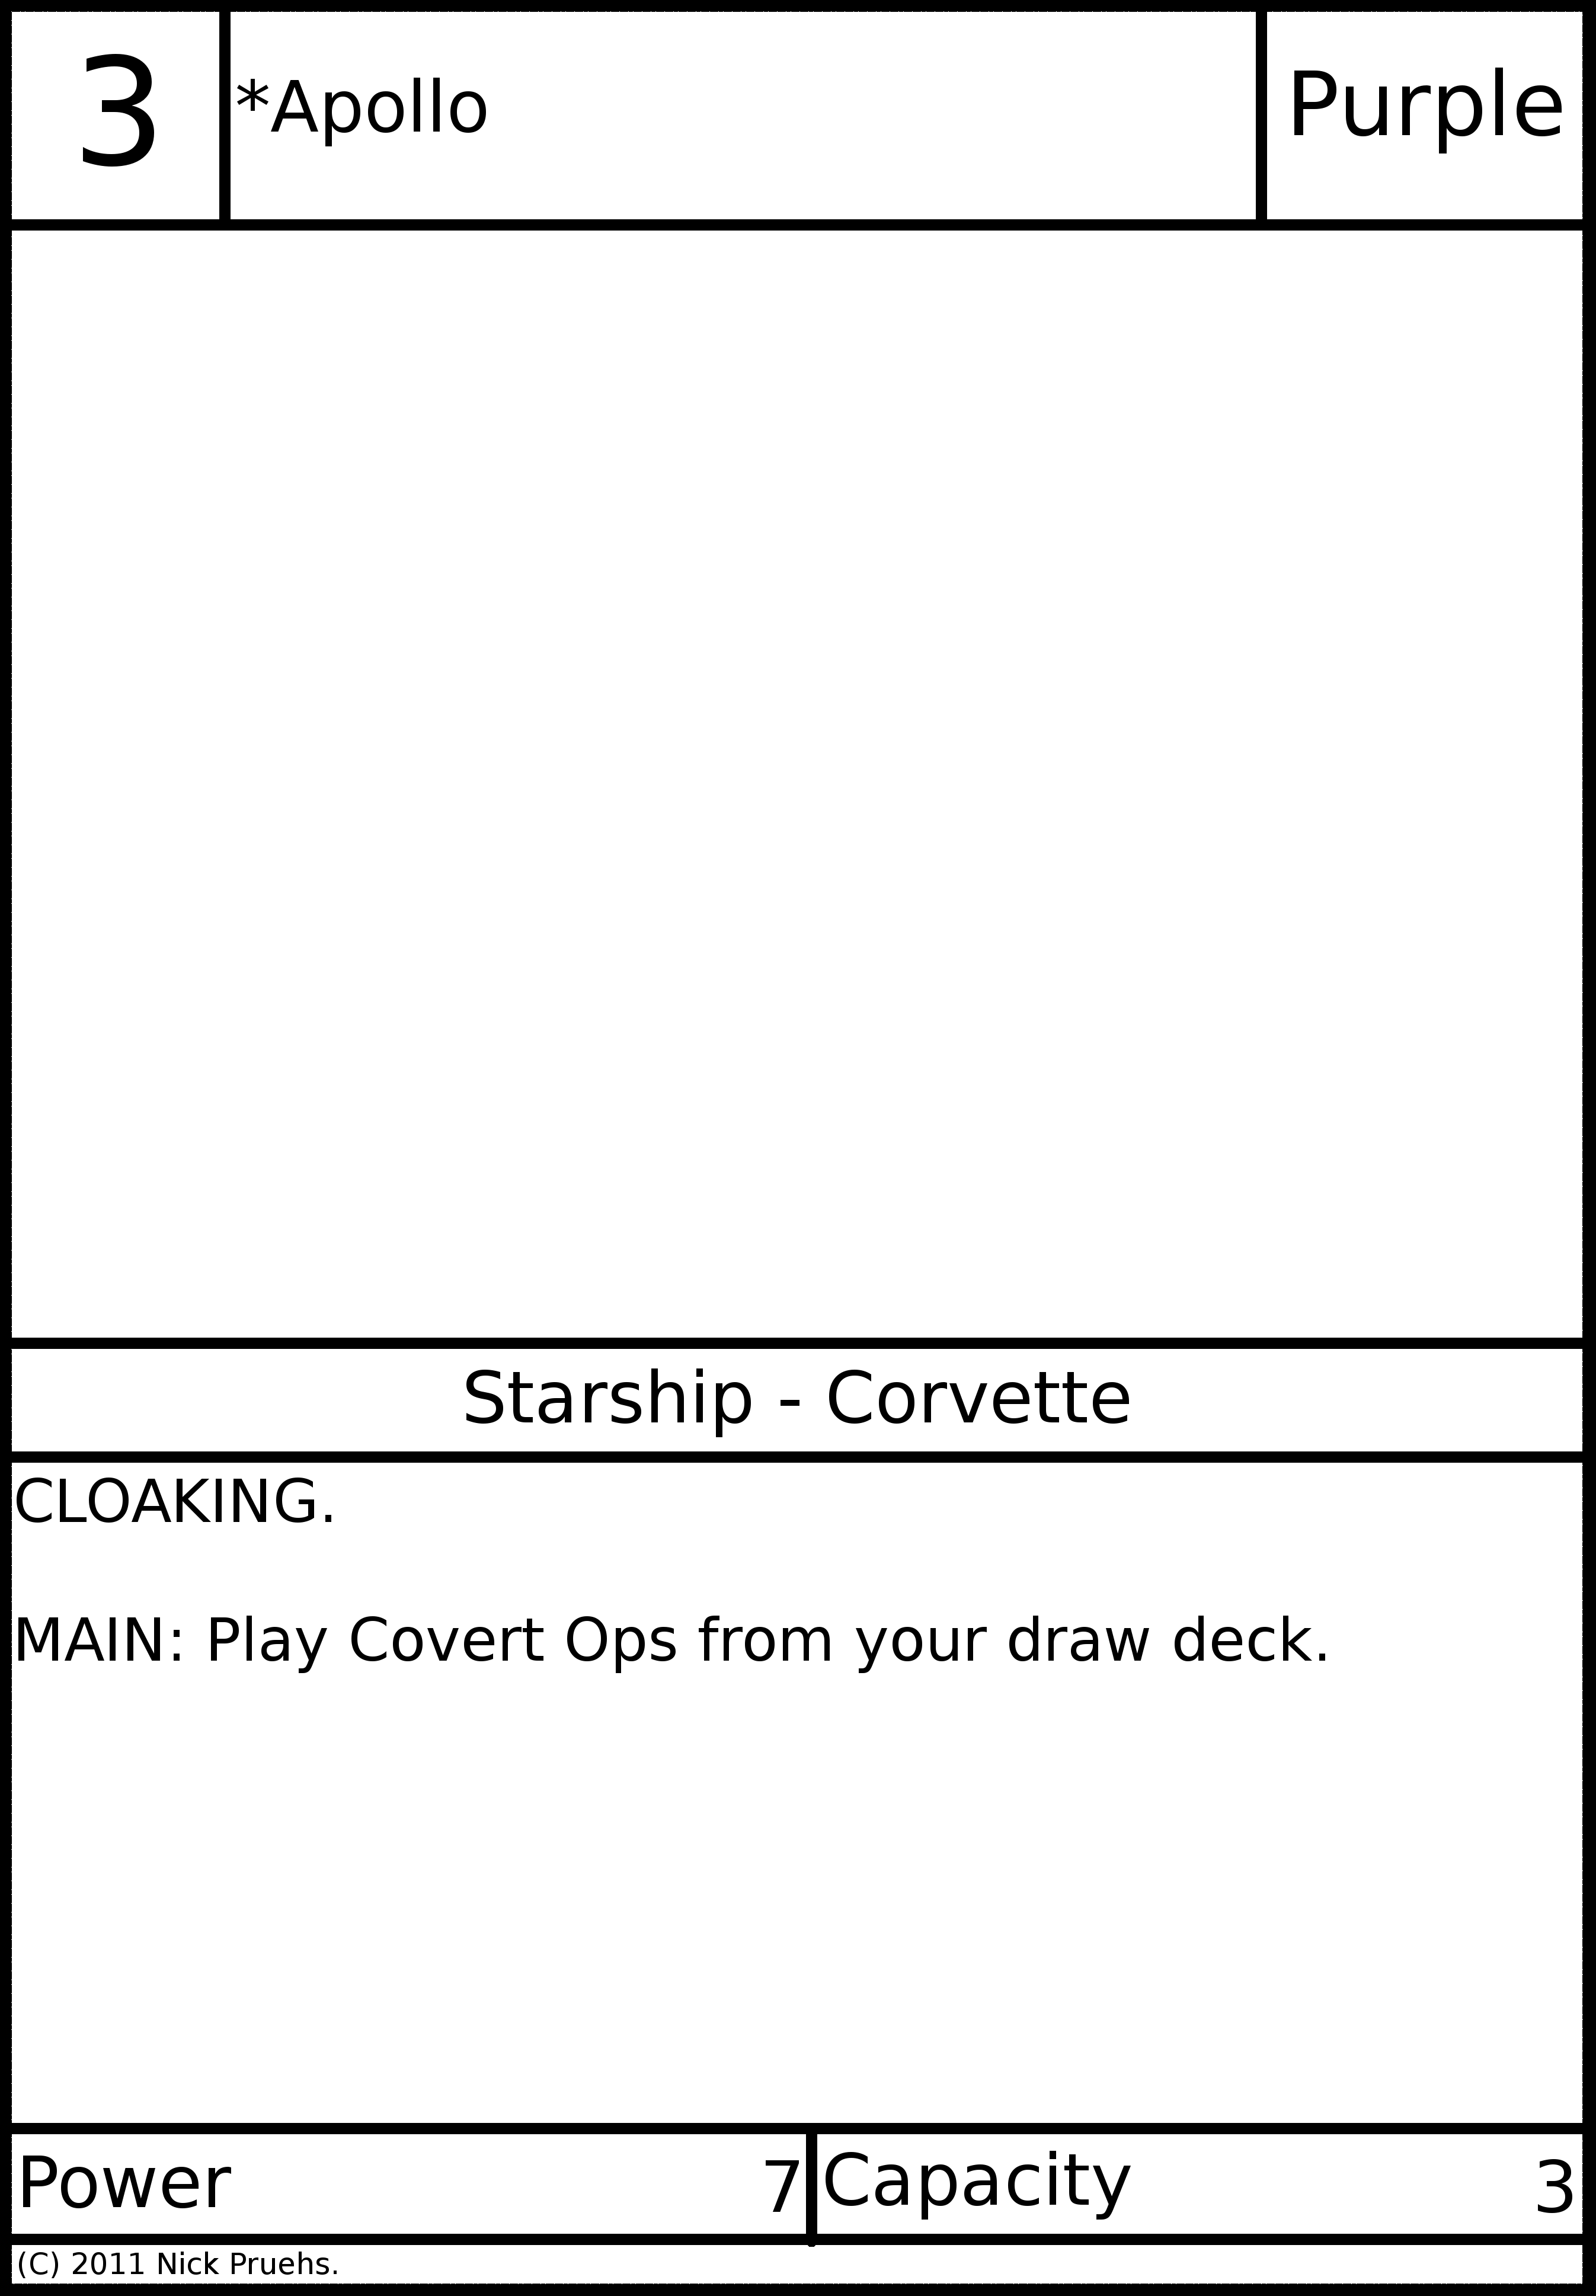 3
*Apollo
Purple
Starship - Corvette
CLOAKING.
MAIN: Play Covert Ops from your draw deck.
Power 7
Capacity 3
(C) 2011 Nick Pruehs.